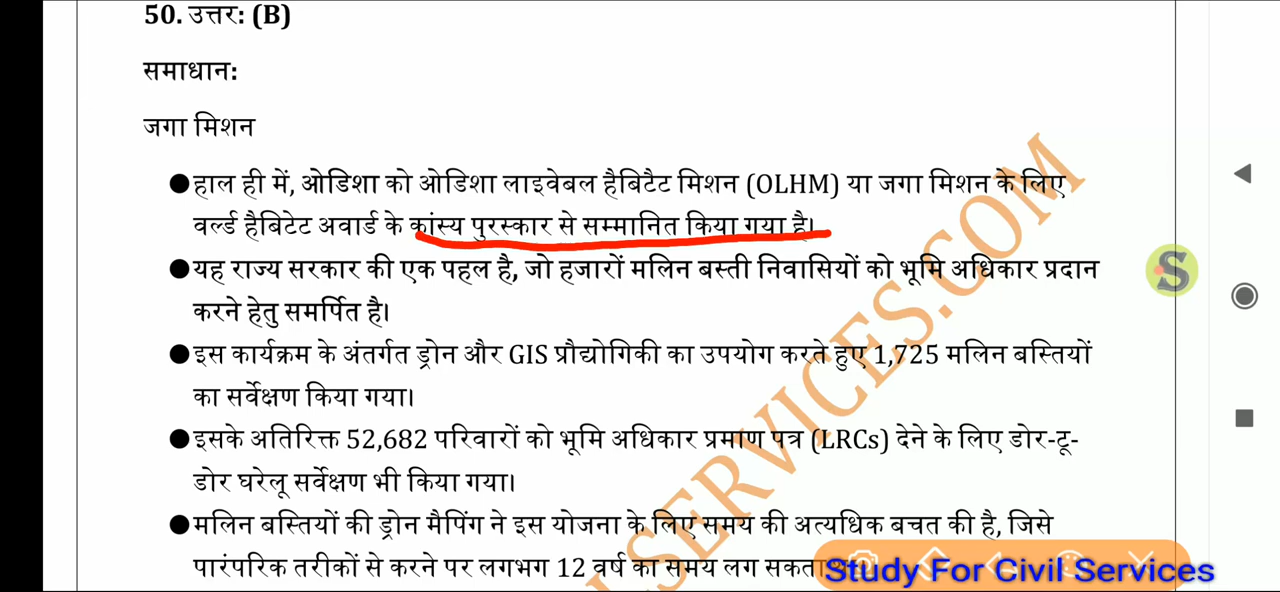 50. उत्तर: (B)
समाधान:
जगा मिशन
●हाल ही में, ओडिशा को ओडिशा लाइवेबल हैबिटैट मिशन (OLHM) या जगा मिशन के लिए
वर्ल्ड हैबिटेट अवार्ड के कांस्य पुरस्कार से सम्मानित किया गया है।
●यह राज्य सरकार की एक पहल है, जो हजारों मलिन बस्ती निवासियों को भूमि अधिकार प्रदान
करने हेतु समर्पित है।
●इस कार्यक्रम के अंतर्गत ड्रोन और GIS प्रौद्योगिकी का उपयोग करते हुए 1,725 मलिन बस्तियों
का सर्वेक्षण किया गया।
●इसके अतिरिक्त 52,682 परिवारों को भूमि अधिकार प्रमाण पत्र (LRCs) देने के लिए डोर-टू-
डोर घरेलू सर्वेक्षण भी किया गया।
●मलिन बस्तियों की ड्रोन मैपिंग ने इस योजना के लिए समय की अत्यधिक बचत की है, जिसे
पारंपरिक तरीकों से करने पर लगभग 12 वर्ष का समय लग सकता
Study For Civil Services
SERVICES.COM
S